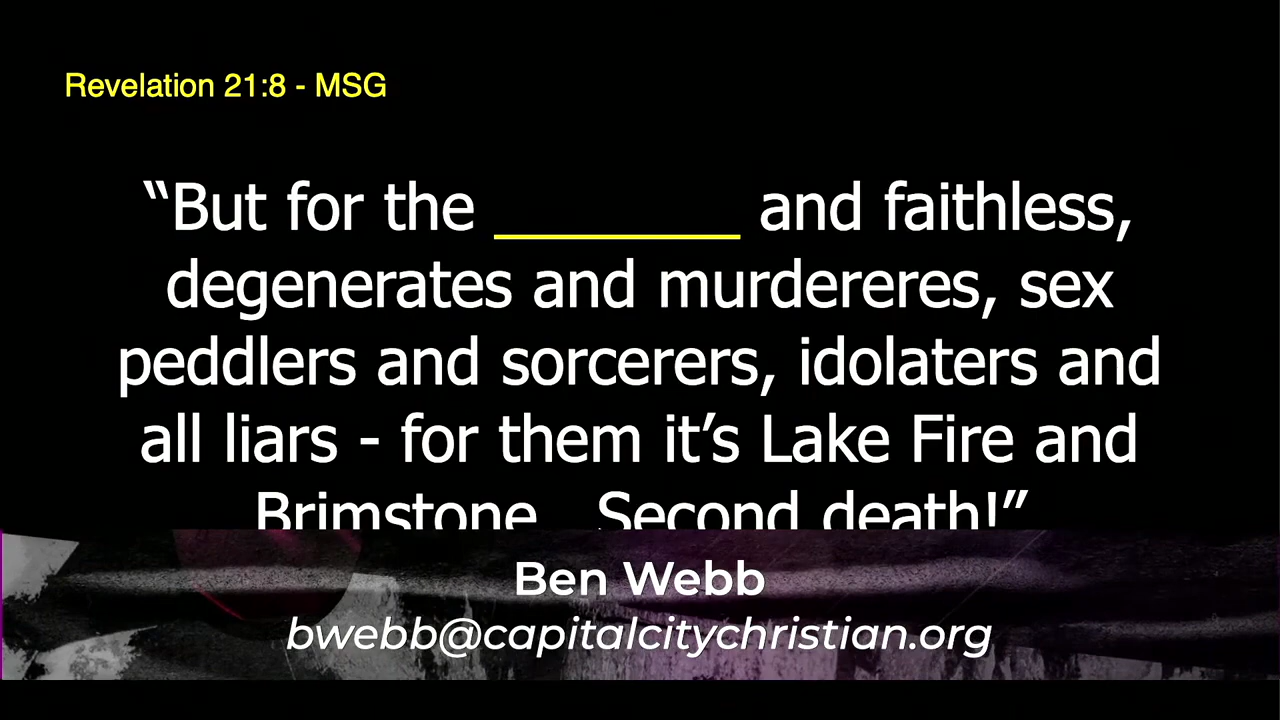 Revelation 21:8 - MSG
“But for the ________ and faithless,
degenerates and murdereres, sex
peddlers and sorcerers, idolaters and
all liars - for them it’s Lake Fire and
Brimstone. Second death!”
Ben Webb
bwebb@capitalcitychristian.org